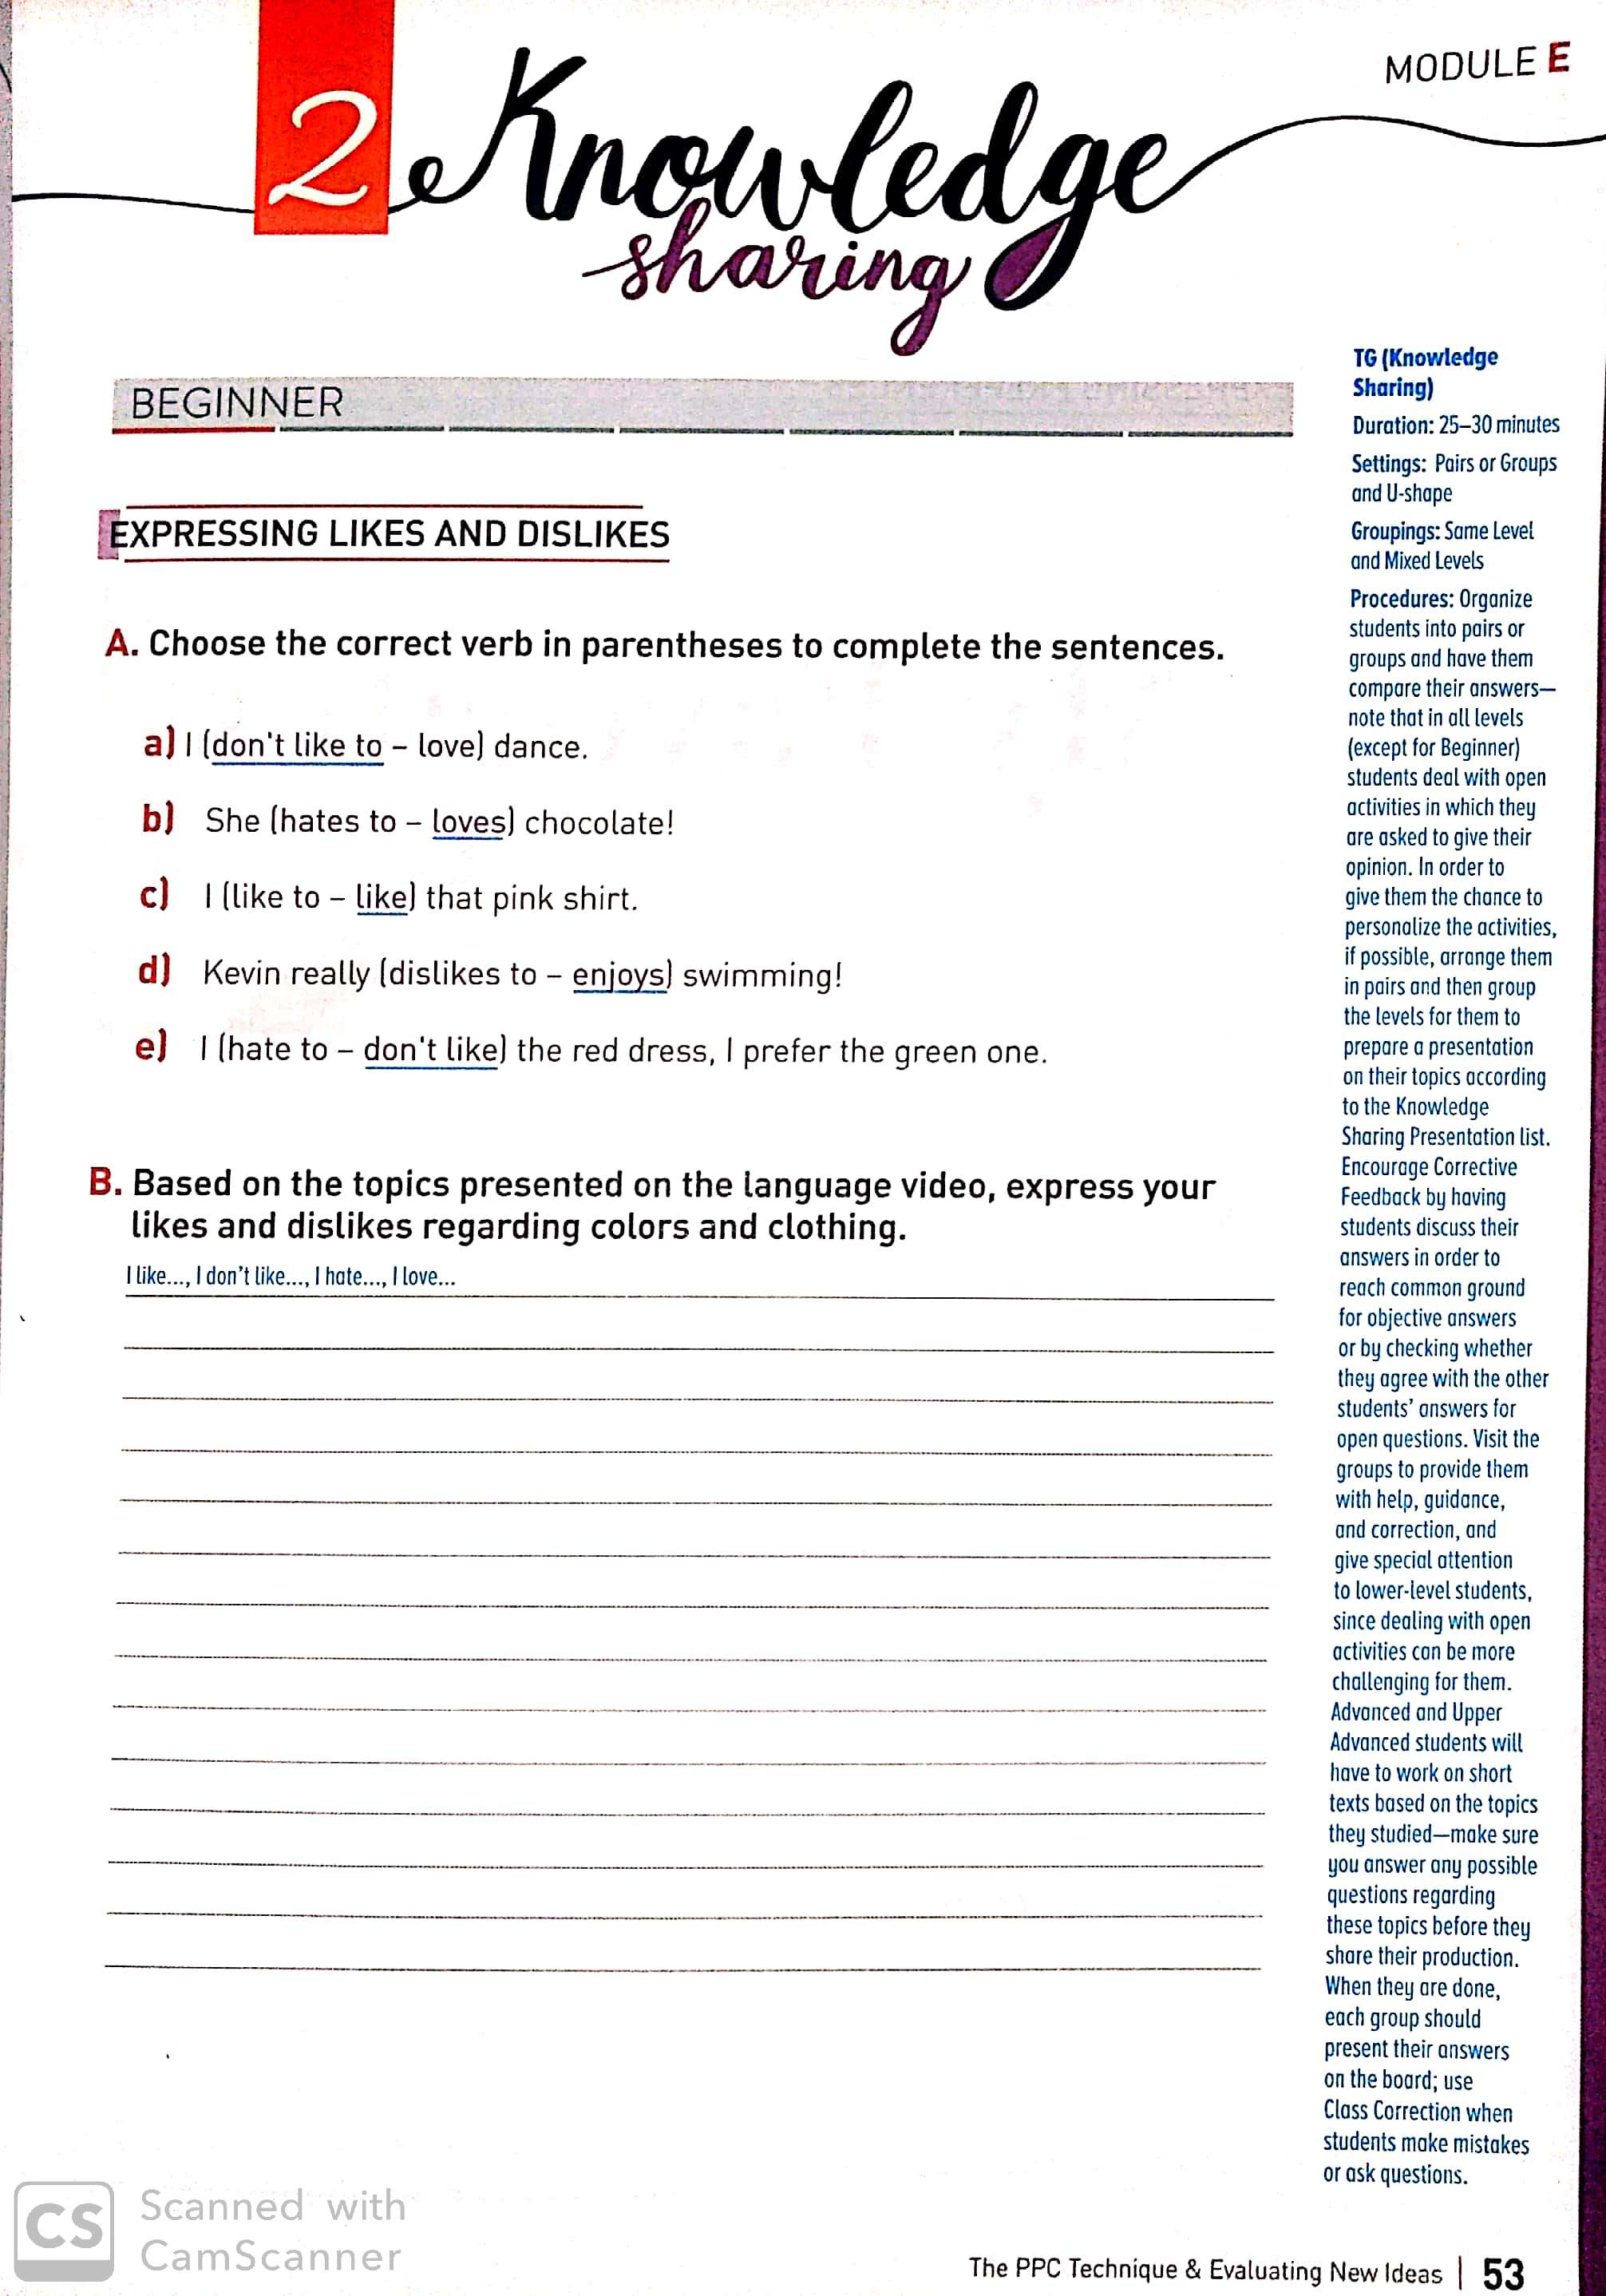 MODULE E
2 Knowledge
sharing
BEGINNER
EXPRESSING LIKES AND DISLIKES
A. Choose the correct verb in parentheses to complete the sentences.
a) I (don't like to – love) dance.
b) She (hates to – loves) chocolate!
c) I (like to – like) that pink shirt.
d) Kevin really (dislikes to – enjoys) swimming!
e) I (hate to – don't like) the red dress, I prefer the green one.
B. Based on the topics presented on the language video, express your
likes and dislikes regarding colors and clothing.
I like..., I don't like..., I hate..., I love...
TG (Knowledge
Sharing)
Duration: 25–30 minutes
Settings: Pairs or Groups
and U-shape
Groupings: Same Level
and Mixed Levels
Procedures: Organize
students into pairs or
groups and have them
compare their answers—
note that in all levels
(except for Beginner)
students deal with open
activities in which they
are asked to give their
opinion. In order to
give them the chance to
personalize the activities,
if possible, arrange them
in pairs and then group
the levels for them to
prepare a presentation
on their topics according
to the Knowledge
Sharing Presentation list.
Encourage Corrective
Feedback by having
students discuss their
answers in order to
reach common ground
for objective answers
or by checking whether
they agree with the other
students' answers for
open questions. Visit the
groups to provide them
with help, guidance,
and correction, and
give special attention
to lower-level students,
since dealing with open
activities can be more
challenging for them.
Advanced and Upper
Advanced students will
have to work on short
texts based on the topics
they studied—make sure
you answer any possible
questions regarding
these topics before they
share their production.
When they are done,
each group should
present their answers
on the board; use
Class Correction when
students make mistakes
or ask questions.
CS Scanned with
CamScanner
The PPC Technique & Evaluating New Ideas | 53